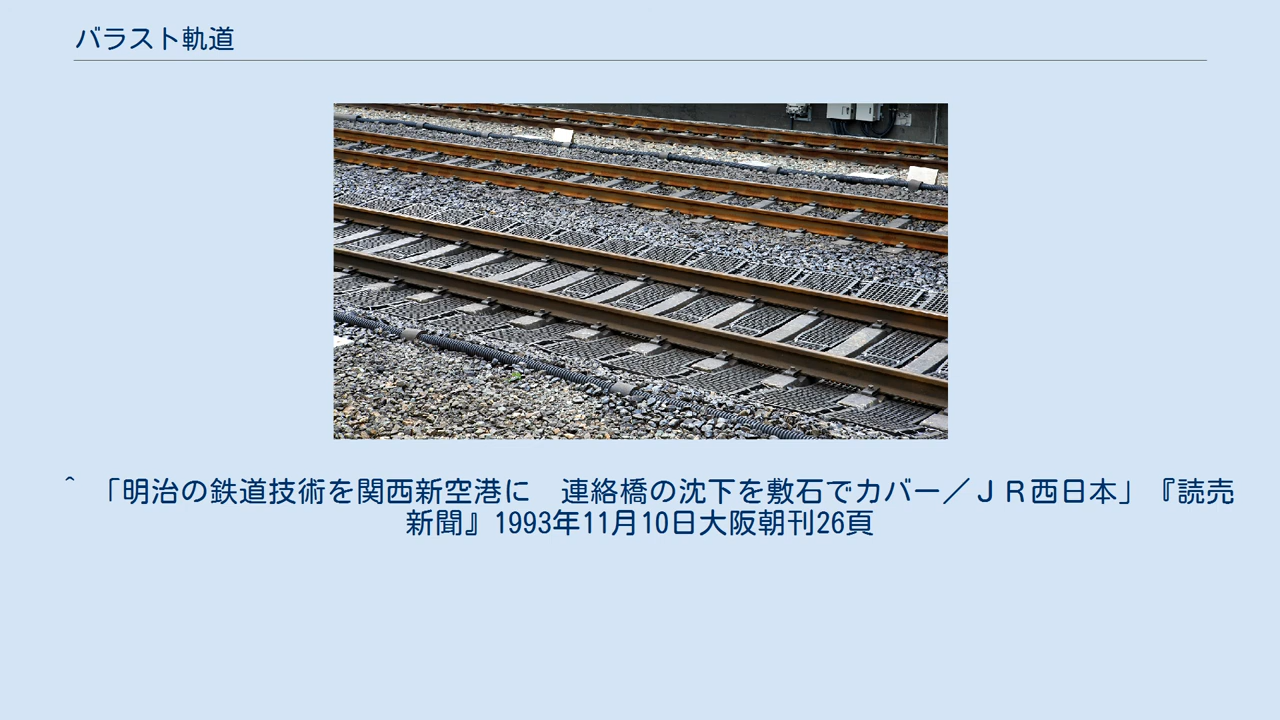 バラスト軌道
^ 「明治の鉄道技術を関西新空港に　連絡橋の沈下を敷石でカバー／ＪＲ西日本」『読売
新聞』1993年11月10日大阪朝刊26頁